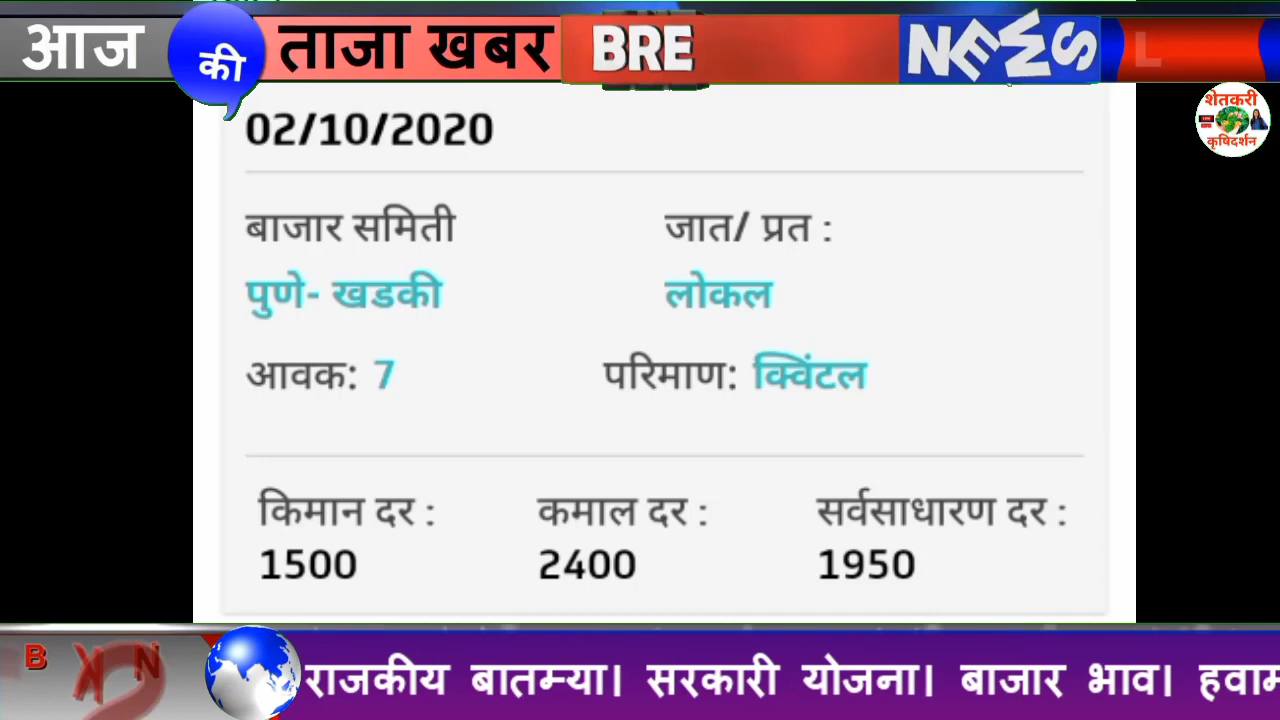 आज की ताजा खबर BRE NEWS L
शेतकरी
कृषिदर्शन
02/10/2020
बाजार समिती जात/ प्रत :
पुणे- खडकी लोकल
आवक: 7 परिमाण: क्विंटल
किमान दर : कमाल दर : सर्वसाधारण दर :
1500 2400 1950
B K N
राजकीय बातम्या। सरकारी योजना। बाजार भाव। हवाम